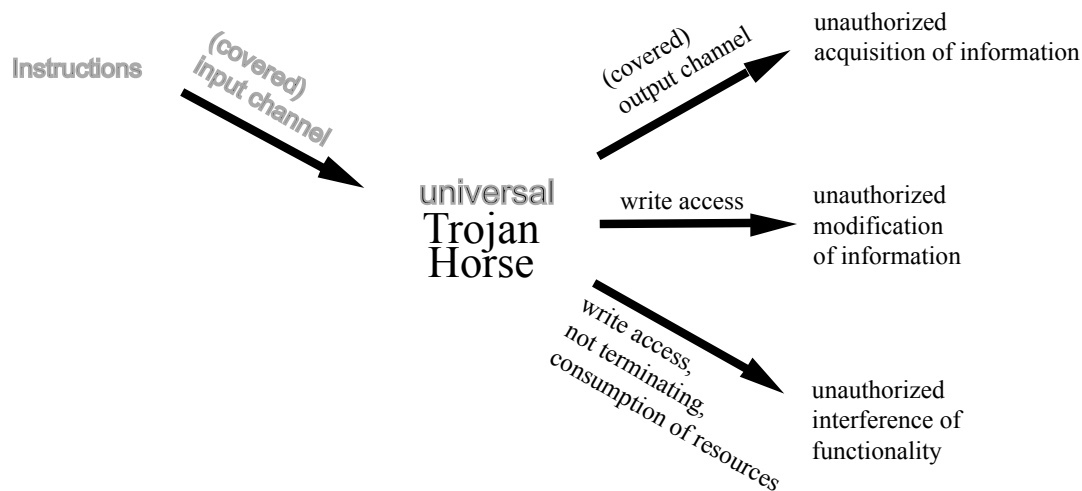 Instructions
(covered)
input channel
universal
Trojan
Horse
(covered)
output channel
unauthorized
acquisition of information
write access
unauthorized
modification
of information
write access,
not terminating,
consumption of resources
unauthorized
interference of
functionality